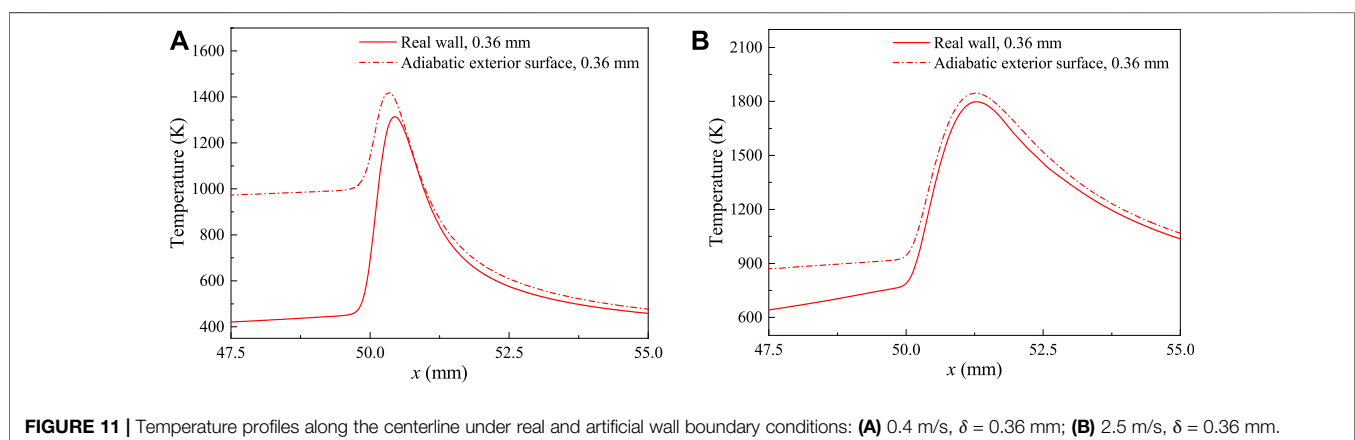 A
Real wall, 0.36 mm
Adiabatic exterior surface, 0.36 mm
1600
1400
1200
1000
800
600
400
Temperature (K)
47.5
50.0
52.5
55.0
x (mm)
B
Real wall, 0.36 mm
Adiabatic exterior surface, 0.36 mm
2100
1800
1500
1200
900
600
Temperature (K)
47.5
50.0
52.5
55.0
x (mm)
FIGURE 11 | Temperature profiles along the centerline under real and artificial wall boundary conditions: (A) 0.4 m/s, δ = 0.36 mm; (B) 2.5 m/s, δ = 0.36 mm.